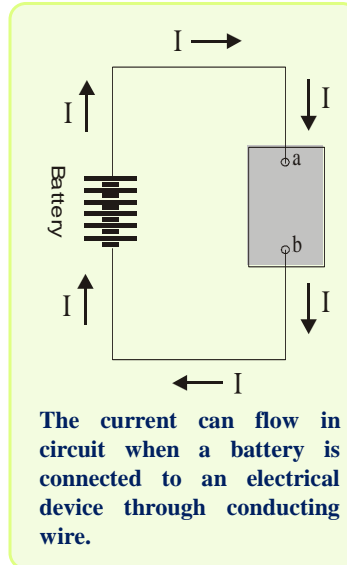 I
I
I
a
Battery
b
I
I
I
The current can flow in
circuit when a battery is
connected to an electrical
device through conducting
wire.